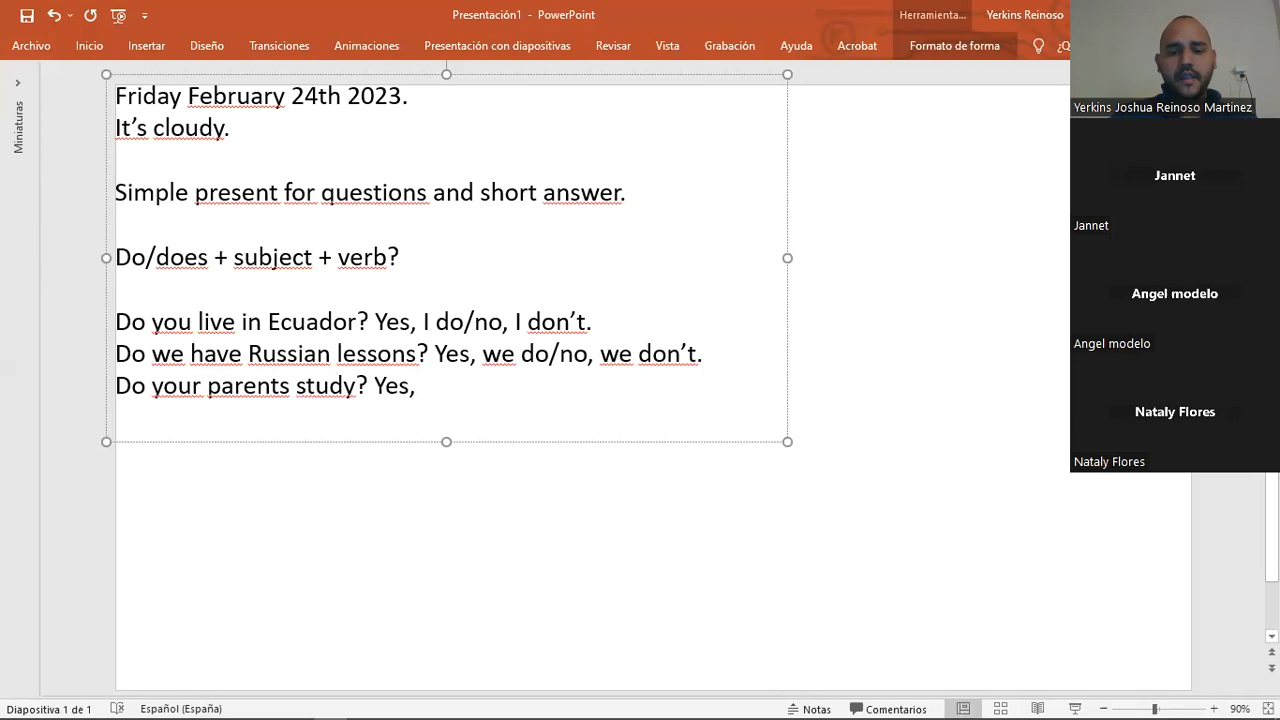 Presentación1 - PowerPoint
Herramienta...
Yerkins Reinoso
Archivo
Inicio
Insertar
Diseño
Transiciones
Animaciones
Presentación con diapositivas
Revisar
Vista
Grabación
Ayuda
Acrobat
Formato de forma
¿Q
Miniaturas
Friday February 24th 2023.
It’s cloudy.
Simple present for questions and short answer.
Do/does + subject + verb?
Do you live in Ecuador? Yes, I do/no, I don’t.
Do we have Russian lessons? Yes, we do/no, we don’t.
Do your parents study? Yes,
Yerkins Joshua Reinoso Martinez
Jannet
Jannet
Angel modelo
Angel modelo
Nataly Flores
Nataly Flores
Diapositiva 1 de 1
Español (España)
Notas
Comentarios
90%